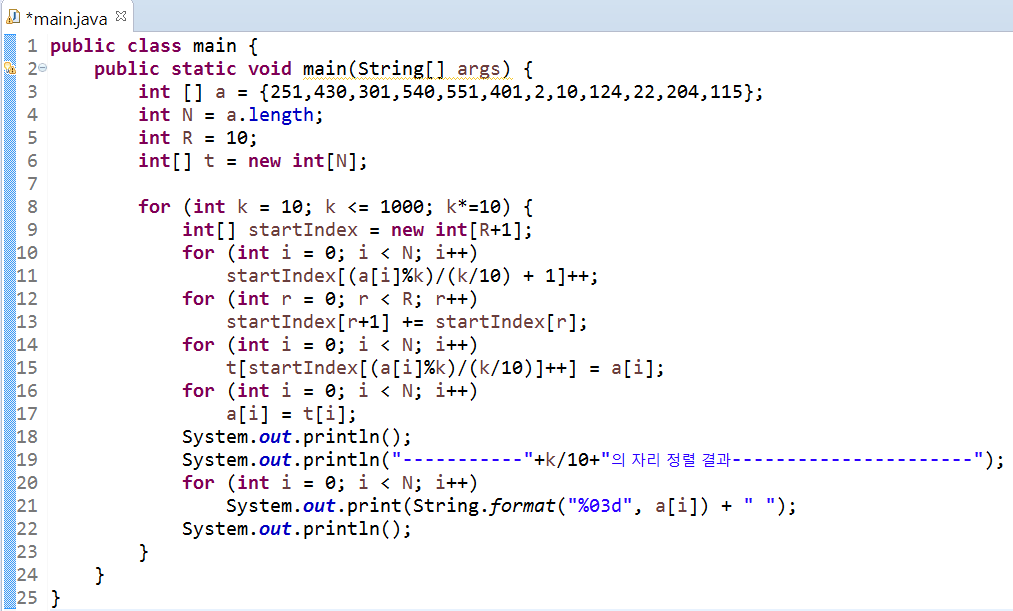 *main.java
1 public class main {
2 public static void main(String[] args) {
3 int [] a = {251,430,301,540,551,401,2,10,124,22,204,115};
4 int N = a.length;
5 int R = 10;
6 int[] t = new int[N];
7
8 for (int k = 10; k <= 1000; k*=10) {
9 int[] startIndex = new int[R+1];
10 for (int i = 0; i < N; i++)
11 startIndex[(a[i]%k)/(k/10) + 1]++;
12 for (int r = 0; r < R; r++)
13 startIndex[r+1] += startIndex[r];
14 for (int i = 0; i < N; i++)
15 t[startIndex[(a[i]%k)/(k/10)]++] = a[i];
16 for (int i = 0; i < N; i++)
17 a[i] = t[i];
18 System.out.println();
19 System.out.println("-----------"+k/10+"의 자리 정렬 결과----------------------");
20 for (int i = 0; i < N; i++)
21 System.out.print(String.format("%03d", a[i]) + " ");
22 System.out.println();
23 }
24 }
25 }